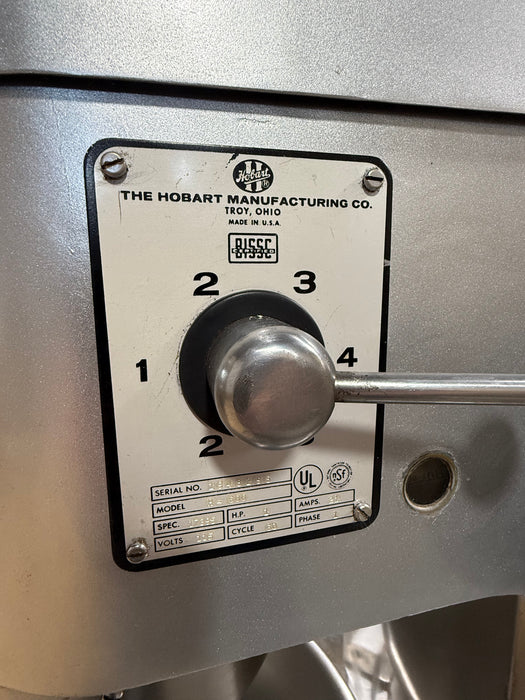 Hobart
THE HOBART MANUFACTURING CO.
TROY, OHIO
MADE IN U.S.A.
BISSC
CERTIFIED
2 3
1 4
2
SERIAL NO.
UL NSF
MODEL
AMPS.
SPEC. H.P.
PHASE
VOLTS CYCLE